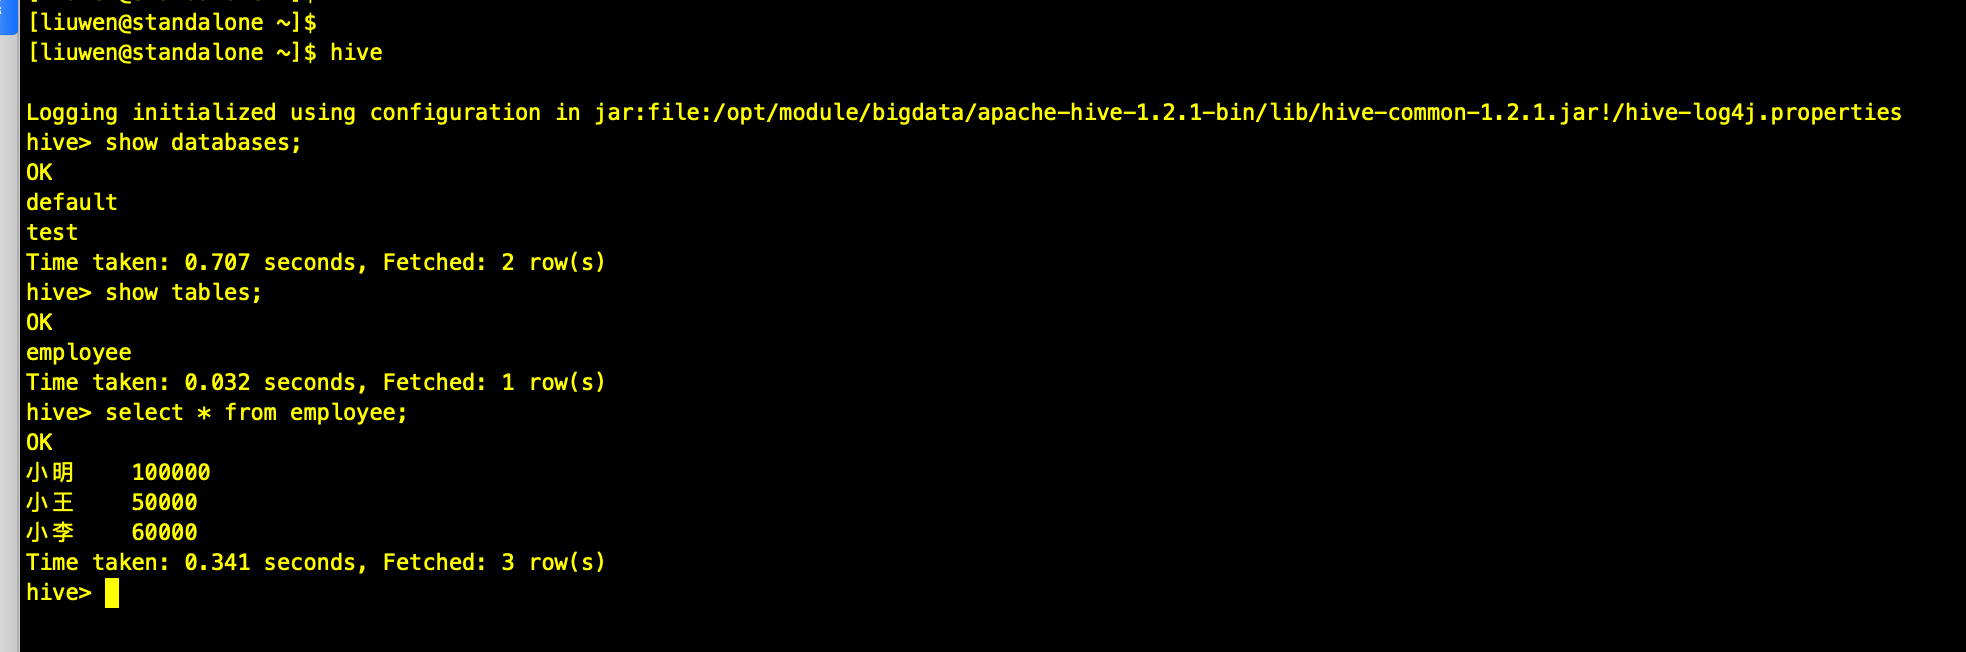 [liuwen@standalone ~]$
[liuwen@standalone ~]$ hive
Logging initialized using configuration in jar:file:/opt/module/bigdata/apache-hive-1.2.1-bin/lib/hive-common-1.2.1.jar!/hive-log4j.properties
hive> show databases;
OK
default
test
Time taken: 0.707 seconds, Fetched: 2 row(s)
hive> show tables;
OK
employee
Time taken: 0.032 seconds, Fetched: 1 row(s)
hive> select * from employee;
OK
小明	100000
小王	50000
小李	60000
Time taken: 0.341 seconds, Fetched: 3 row(s)
hive>